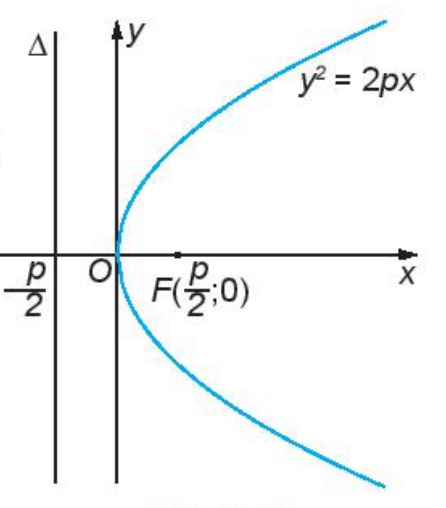 Δ
y
y² = 2px
-p/2
O
F(p/2;0)
x